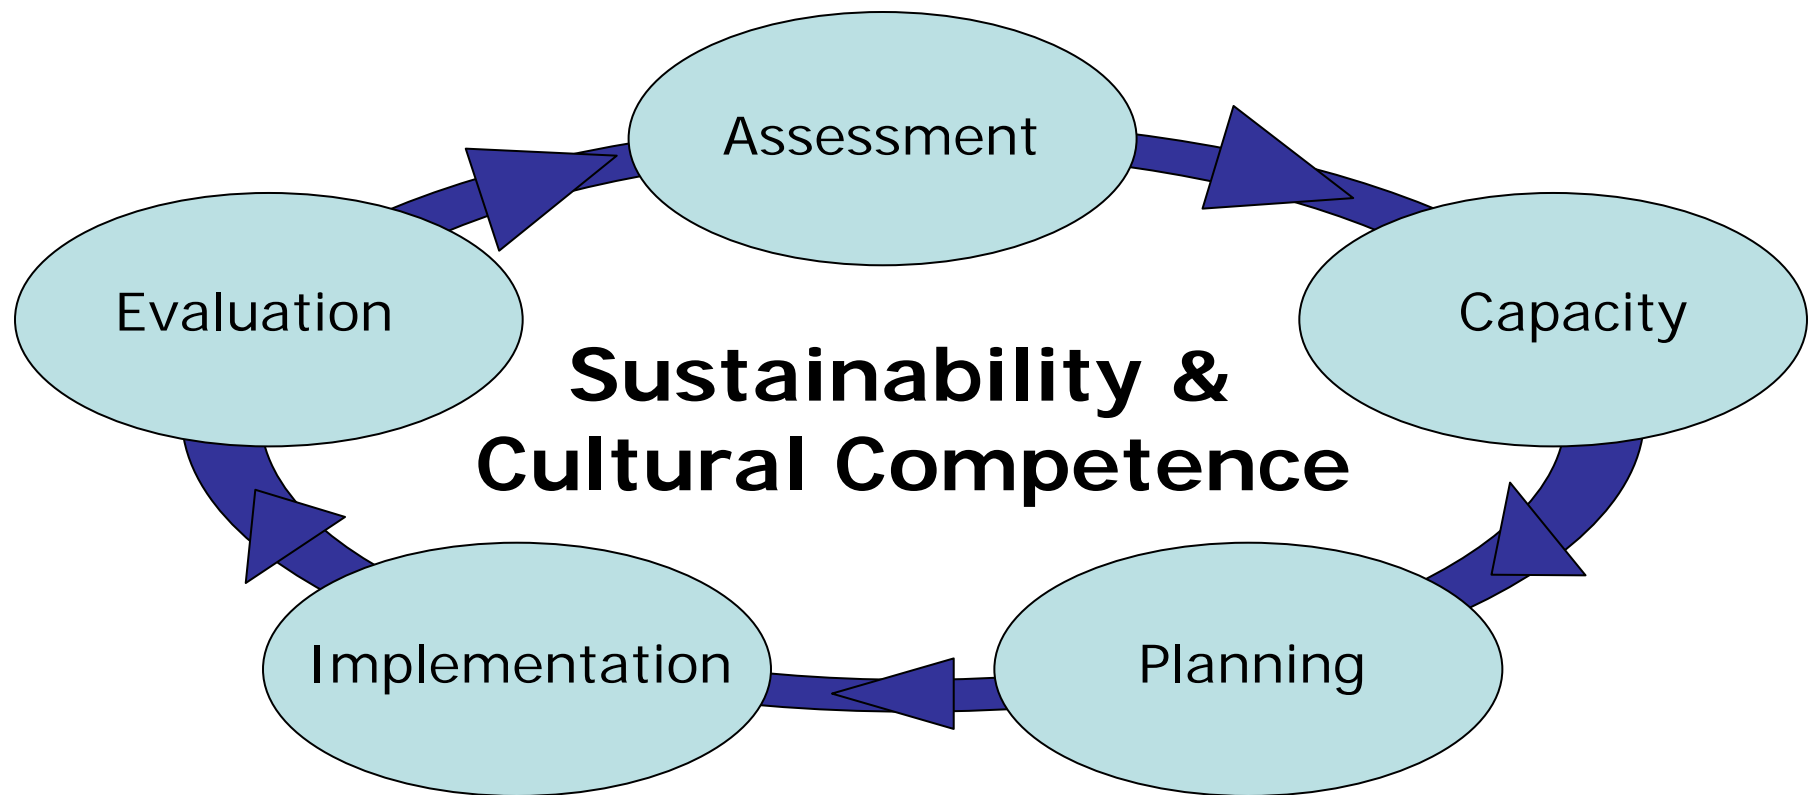 Assessment
Evaluation
Capacity
Sustainability &
Cultural Competence
Implementation
Planning